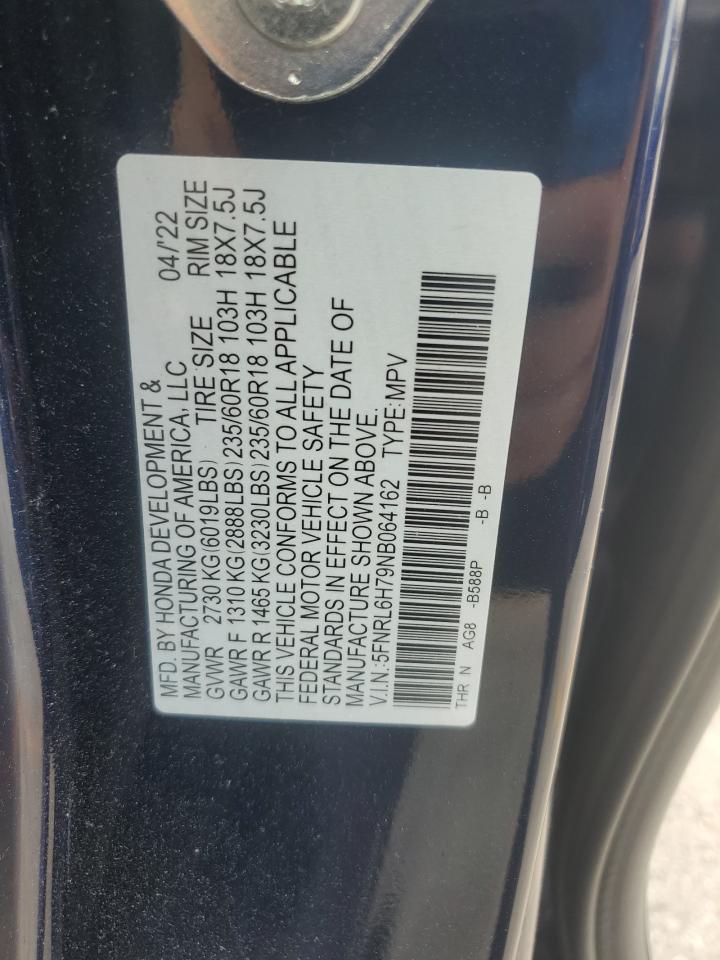 MFD. BY HONDA DEVELOPMENT &
MANUFACTURING OF AMERICA, LLC 04/'22
GVWR 2730 KG(6019LBS) TIRE SIZE RIM SIZE
GAWR F 1310 KG(2888LBS)235/60R18 103H 18X7.5J
GAWR R 1465 KG(3230LBS)235/60R18 103H 18X7.5J
THIS VEHICLE CONFORMS TO ALL APPLICABLE
FEDERAL MOTOR VEHICLE SAFETY
STANDARDS IN EFFECT ON THE DATE OF
MANUFACTURE SHOWN ABOVE.
V.I.N.:5FNRL6H79NB064162 TYPE:MPV
THR N AG8 -B588P -B -B